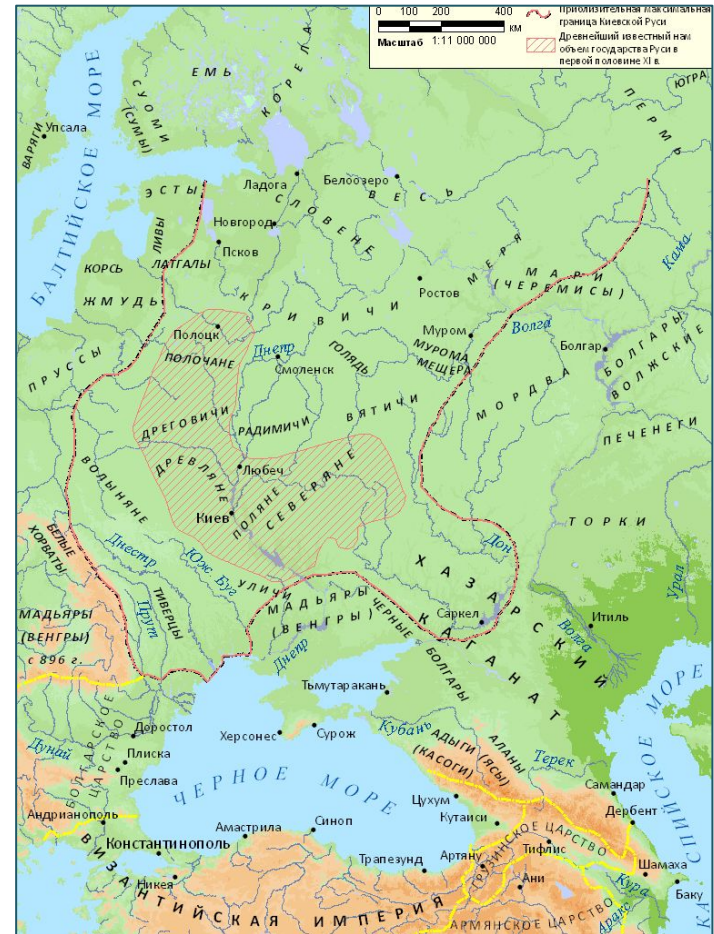 0 100 200 400
км
Масштаб 1:11 000 000
Приблизительная максимальная
граница Киевской Руси
Древнейший известный нам
объем государства Руси в
первой половине XI в.
ЕМЬ
КОРЕЛА
ЮГРА
ПЕРМЬ
СУОМИ
(СУМЬ)
ВАРЯГИ
Упсала
БАЛТИЙСКОЕ МОРЕ
ЭСТЫ
Ладога
Белоозеро
ВЕСЬ
СЛОВЕНЕ
Новгород
Псков
ЛИВЫ
ЛАТГАЛЫ
КОРСЬ
ЖМУДЬ
КРИВИЧИ
Ростов
МЕРЯ
МАРИ
(ЧЕРЕМИСЫ)
Кама
Полоцк
ПОЛОЧАНЕ
Днепр
Смоленск
ГОЛЯДЬ
Муром
МУРОМА
МЕЩЕРА
Волга
Болгар
БОЛГАРЫ
ВОЛЖСКИЕ
ПРУССЫ
МОРДВА
ДРЕГОВИЧИ
РАДИМИЧИ
ВЯТИЧИ
ПЕЧЕНЕГИ
Любеч
ДРЕВЛЯНЕ
ПОЛЯНЕ
СЕВЕРЯНЕ
Киев
ВОЛЫНЯНЕ
ТОРКИ
БЕЛЫЕ
ХОРВАТЫ
Днестр
Юж Буг
Дон
УЛИЧИ
ТИВЕРЦЫ
Прут
МАДЬЯРЫ
(ВЕНГРЫ)
с 896 г.
МАДЬЯРЫ
(ВЕНГРЫ)
Днепр
ЧЕРНЫЕ БОЛГАРЫ
ХАЗАРСКИЙ
КАГАНАТ
Саркел
Итиль
Волга
Урал
Тьмутаракань
Херсонес
Сурож
Кубань
АДЫГИ (ЯСЫ)
(КАСОГИ)
АЛАНЫ
Терек
КАСПИЙСКОЕ МОРЕ
Дунай
БОЛГАРСКОЕ
ЦАРСТВО
Доростол
Плиска
Преслава
ЧЕРНОЕ МОРЕ
Самандар
Дербент
Цухум
Кутаиси
Андрианополь
Константинополь
Амастрила
Синоп
Никея
Трапезунд
Артяну
Тифлис
ГРУЗИНСКОЕ ЦАРСТВО
Ани
Шамаха
Баку
Кура
Аракс
ВИЗАНТИЙСКАЯ ИМПЕРИЯ
АРМЯНСКОЕ ЦАРСТВО